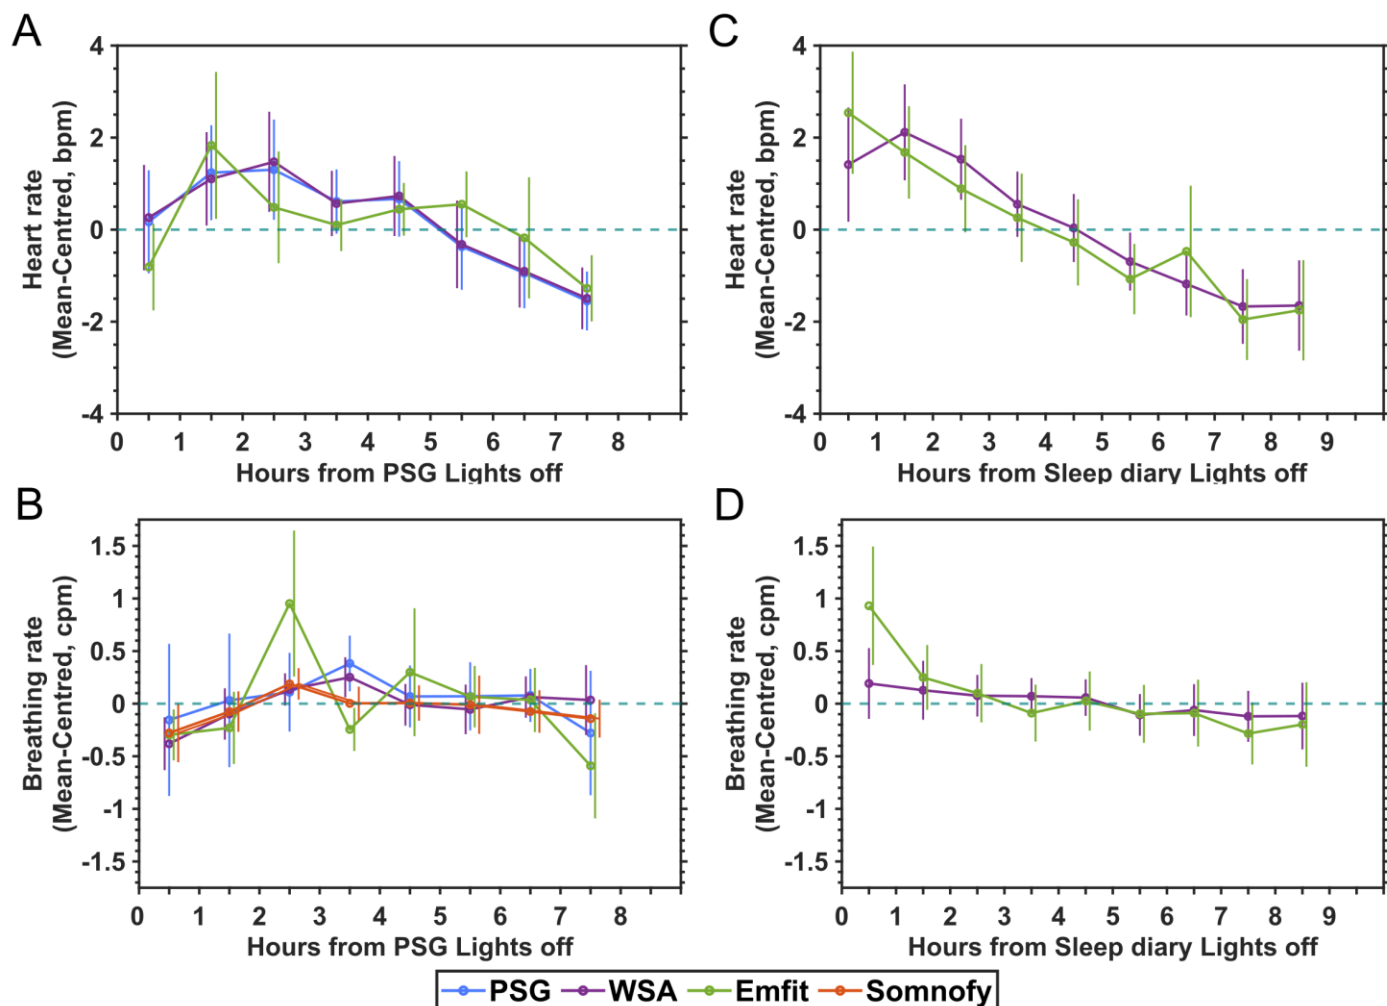 A
4
2
0
-2
-4
Heart rate
(Mean-Centred, bpm)
0 1 2 3 4 5 6 7 8
Hours from PSG Lights off
C
4
2
0
-2
-4
Heart rate
(Mean-Centred, bpm)
0 1 2 3 4 5 6 7 8 9
Hours from Sleep diary Lights off
B
1.5
1
0.5
0
-0.5
-1
-1.5
Breathing rate
(Mean-Centred, cpm)
0 1 2 3 4 5 6 7 8
Hours from PSG Lights off
D
1.5
1
0.5
0
-0.5
-1
-1.5
Breathing rate
(Mean-Centred, cpm)
0 1 2 3 4 5 6 7 8 9
Hours from Sleep diary Lights off
PSG WSA Emfit Somnofy